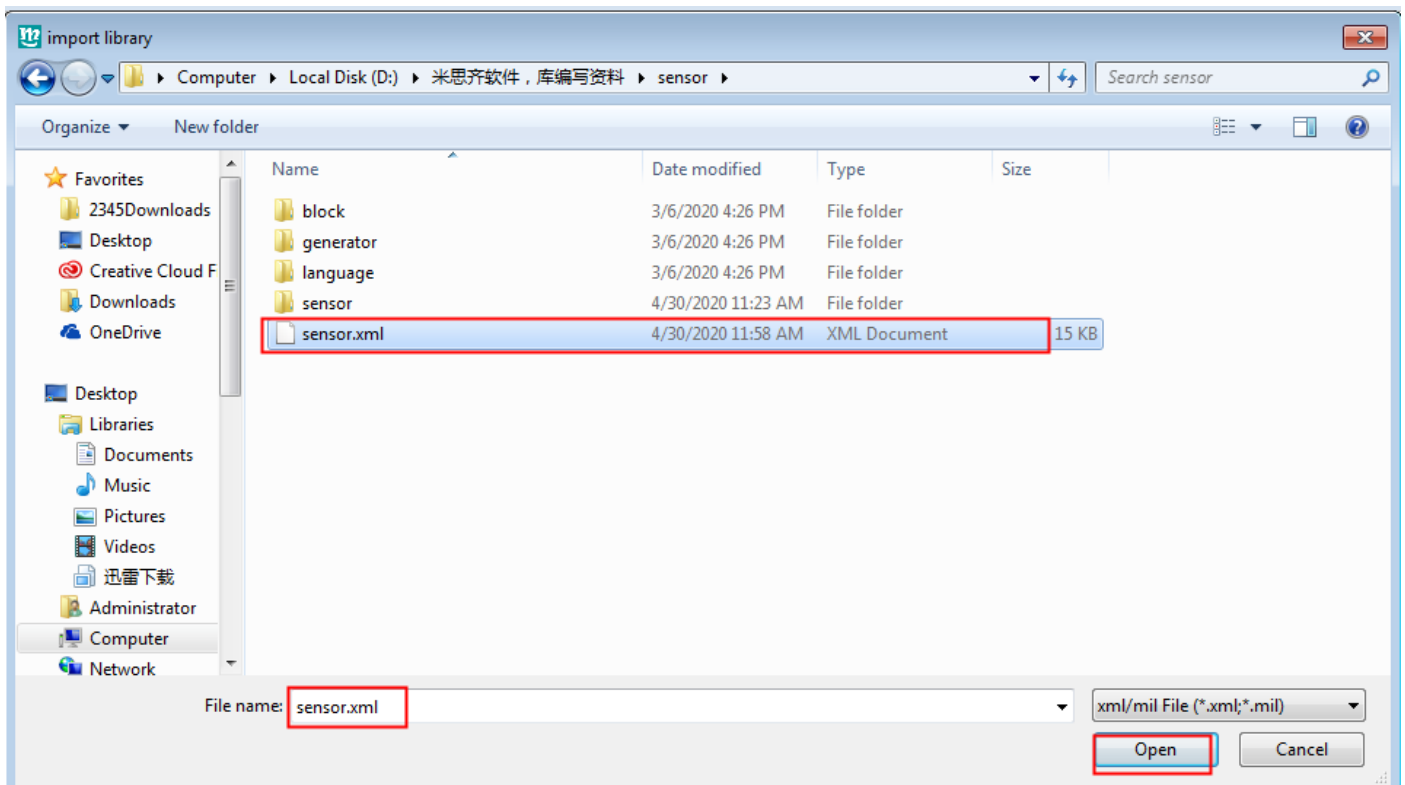 import library
Computer ▸ Local Disk (D:) ▸ 米思齐软件，库编写资料 ▸ sensor ▸
Search sensor
Organize
New folder
Name Date modified Type Size
Favorites
2345Downloads
Desktop
Creative Cloud F
Downloads
OneDrive
Desktop
Libraries
Documents
Music
Pictures
Videos
迅雷下载
Administrator
Computer
Network
block 3/6/2020 4:26 PM File folder
generator 3/6/2020 4:26 PM File folder
language 3/6/2020 4:26 PM File folder
sensor 4/30/2020 11:23 AM File folder
sensor.xml 4/30/2020 11:58 AM XML Document 15 KB
File name: sensor.xml
xml/mil File (*.xml;*.mil)
Open Cancel